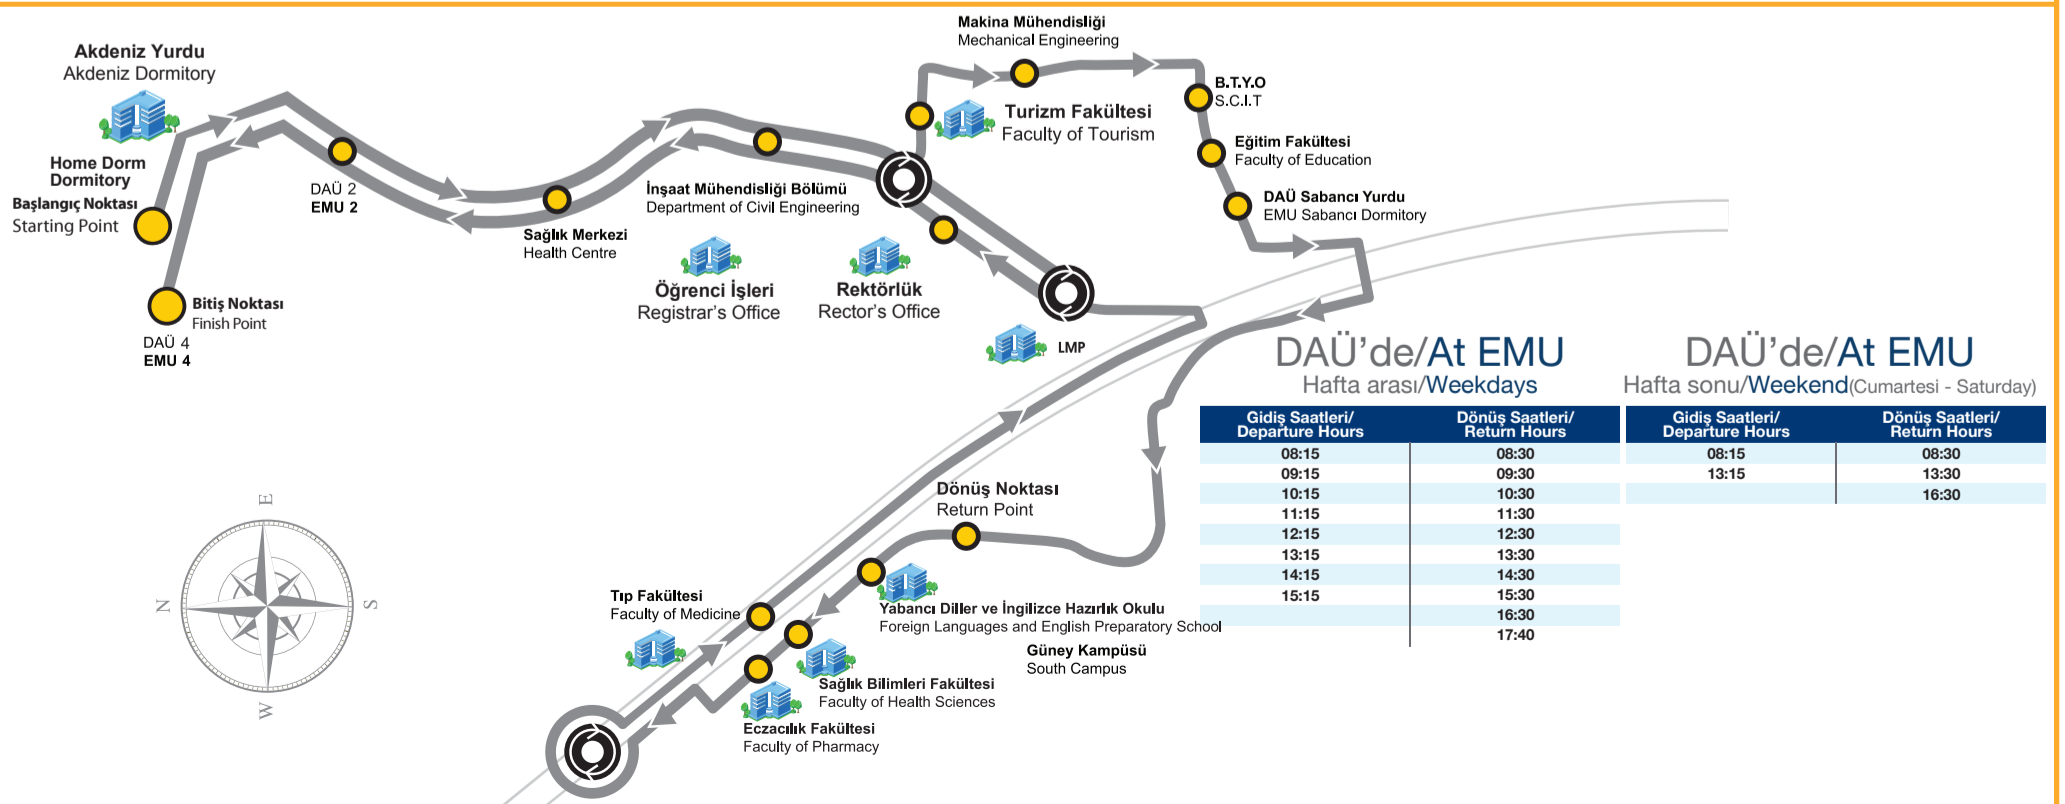 Makina Mühendisliği
Mechanical Engineering
Akdeniz Yurdu
Akdeniz Dormitory
B.T.Y.O
S.C.I.T
Turizm Fakültesi
Faculty of Tourism
Eğitim Fakültesi
Faculty of Education
Home Dorm
Dormitory
Başlangıç Noktası
Starting Point
DAÜ 2
EMU 2
İnşaat Mühendisliği Bölümü
Department of Civil Engineering
DAÜ Sabancı Yurdu
EMU Sabancı Dormitory
Sağlık Merkezi
Health Centre
Öğrenci İşleri
Registrar's Office
Rektörlük
Rector's Office
Bitiş Noktası
Finish Point
DAÜ 4
EMU 4
LMP
DAÜ'de/At EMU
Hafta arası/Weekdays
Gidiş Saatleri/
Departure Hours
Dönüş Saatleri/
Return Hours
08:15 08:30
09:15 09:30
10:15 10:30
11:15 11:30
12:15 12:30
13:15 13:30
14:15 14:30
15:15 15:30
16:30
17:40
DAÜ'de/At EMU
Hafta sonu/Weekend(Cumartesi - Saturday)
Gidiş Saatleri/
Departure Hours
Dönüş Saatleri/
Return Hours
08:15 08:30
13:15 13:30
16:30
Dönüş Noktası
Return Point
E
N
S
W
Tıp Fakültesi
Faculty of Medicine
Yabancı Diller ve İngilizce Hazırlık Okulu
Foreign Languages and English Preparatory School
Güney Kampüsü
South Campus
Sağlık Bilimleri Fakültesi
Faculty of Health Sciences
Eczacılık Fakültesi
Faculty of Pharmacy